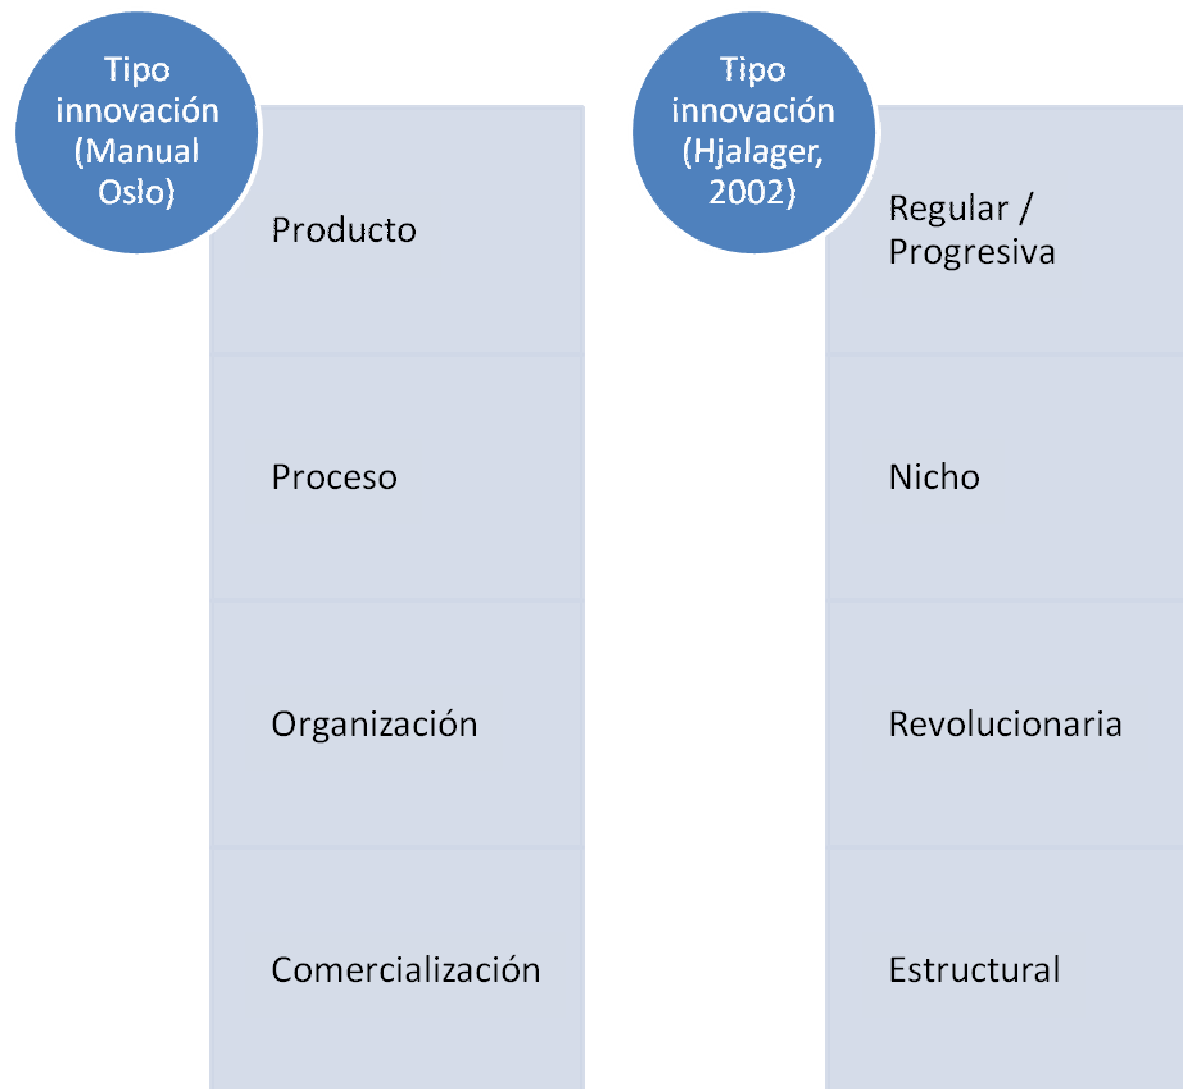 Tipo
innovación
(Manual
Oslo)
Producto
Proceso
Organización
Comercialización
Tipo
innovación
(Hjalager,
2002)
Regular /
Progresiva
Nicho
Revolucionaria
Estructural